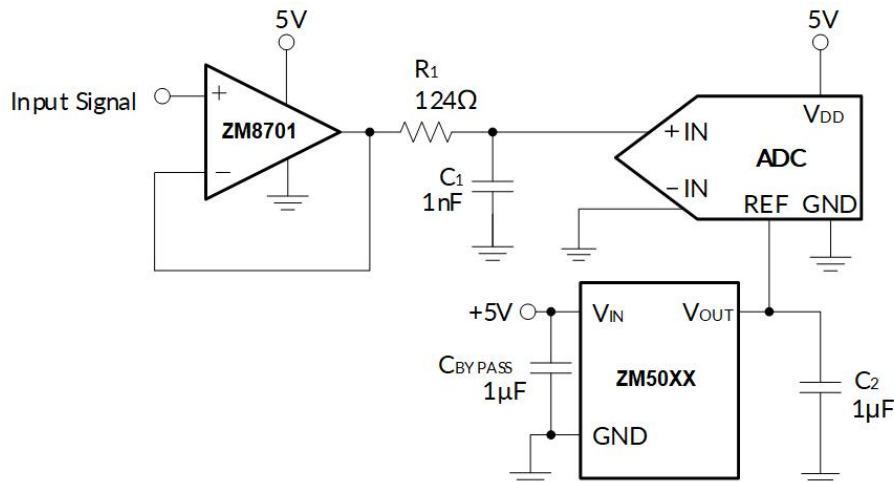 5V
5V
Input Signal
+
ZM8701
−
R1
124Ω
C1
1nF
VDD
+IN
ADC
−IN
REF GND
+5V
VIN
VOUT
CBYPASS
1µF
ZM50XX
GND
C2
1µF